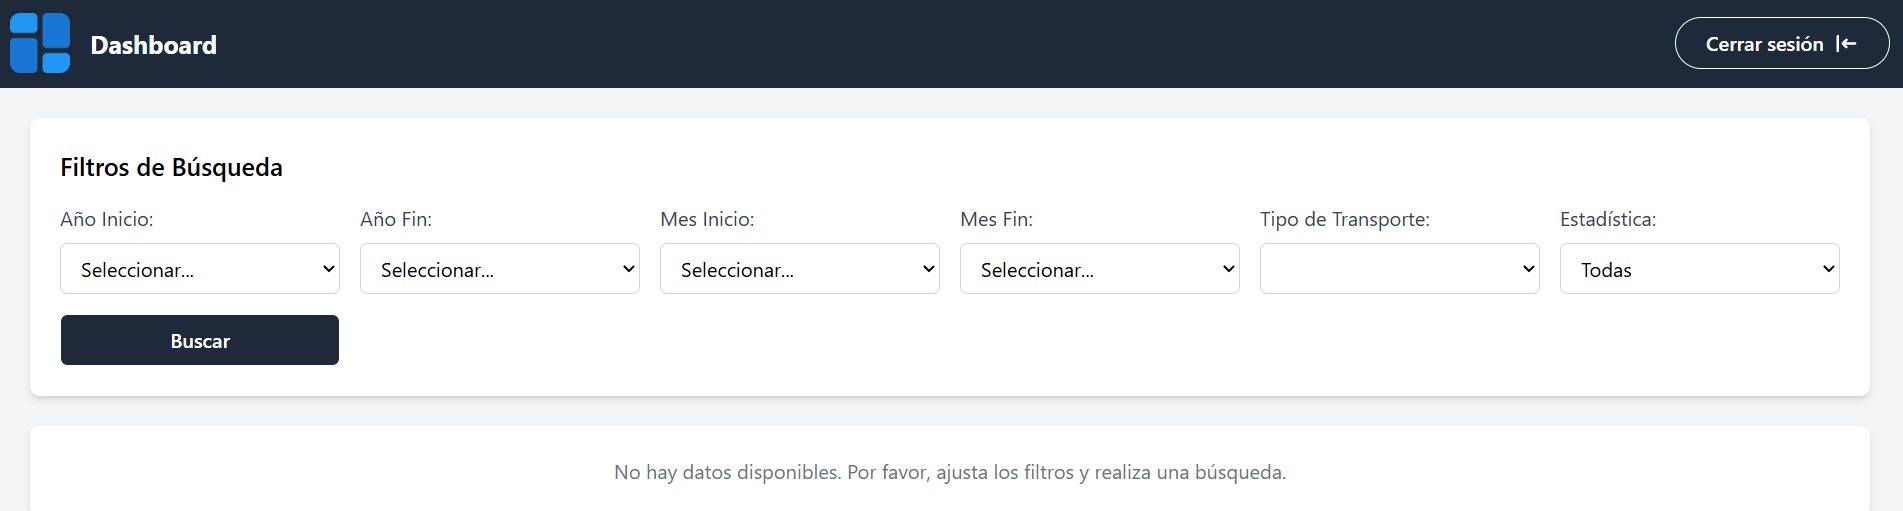 Dashboard
Cerrar sesión
Filtros de Búsqueda
Año Inicio: Año Fin: Mes Inicio: Mes Fin: Tipo de Transporte: Estadística:
Seleccionar... Seleccionar... Seleccionar... Seleccionar... Todas
Buscar
No hay datos disponibles. Por favor, ajusta los filtros y realiza una búsqueda.